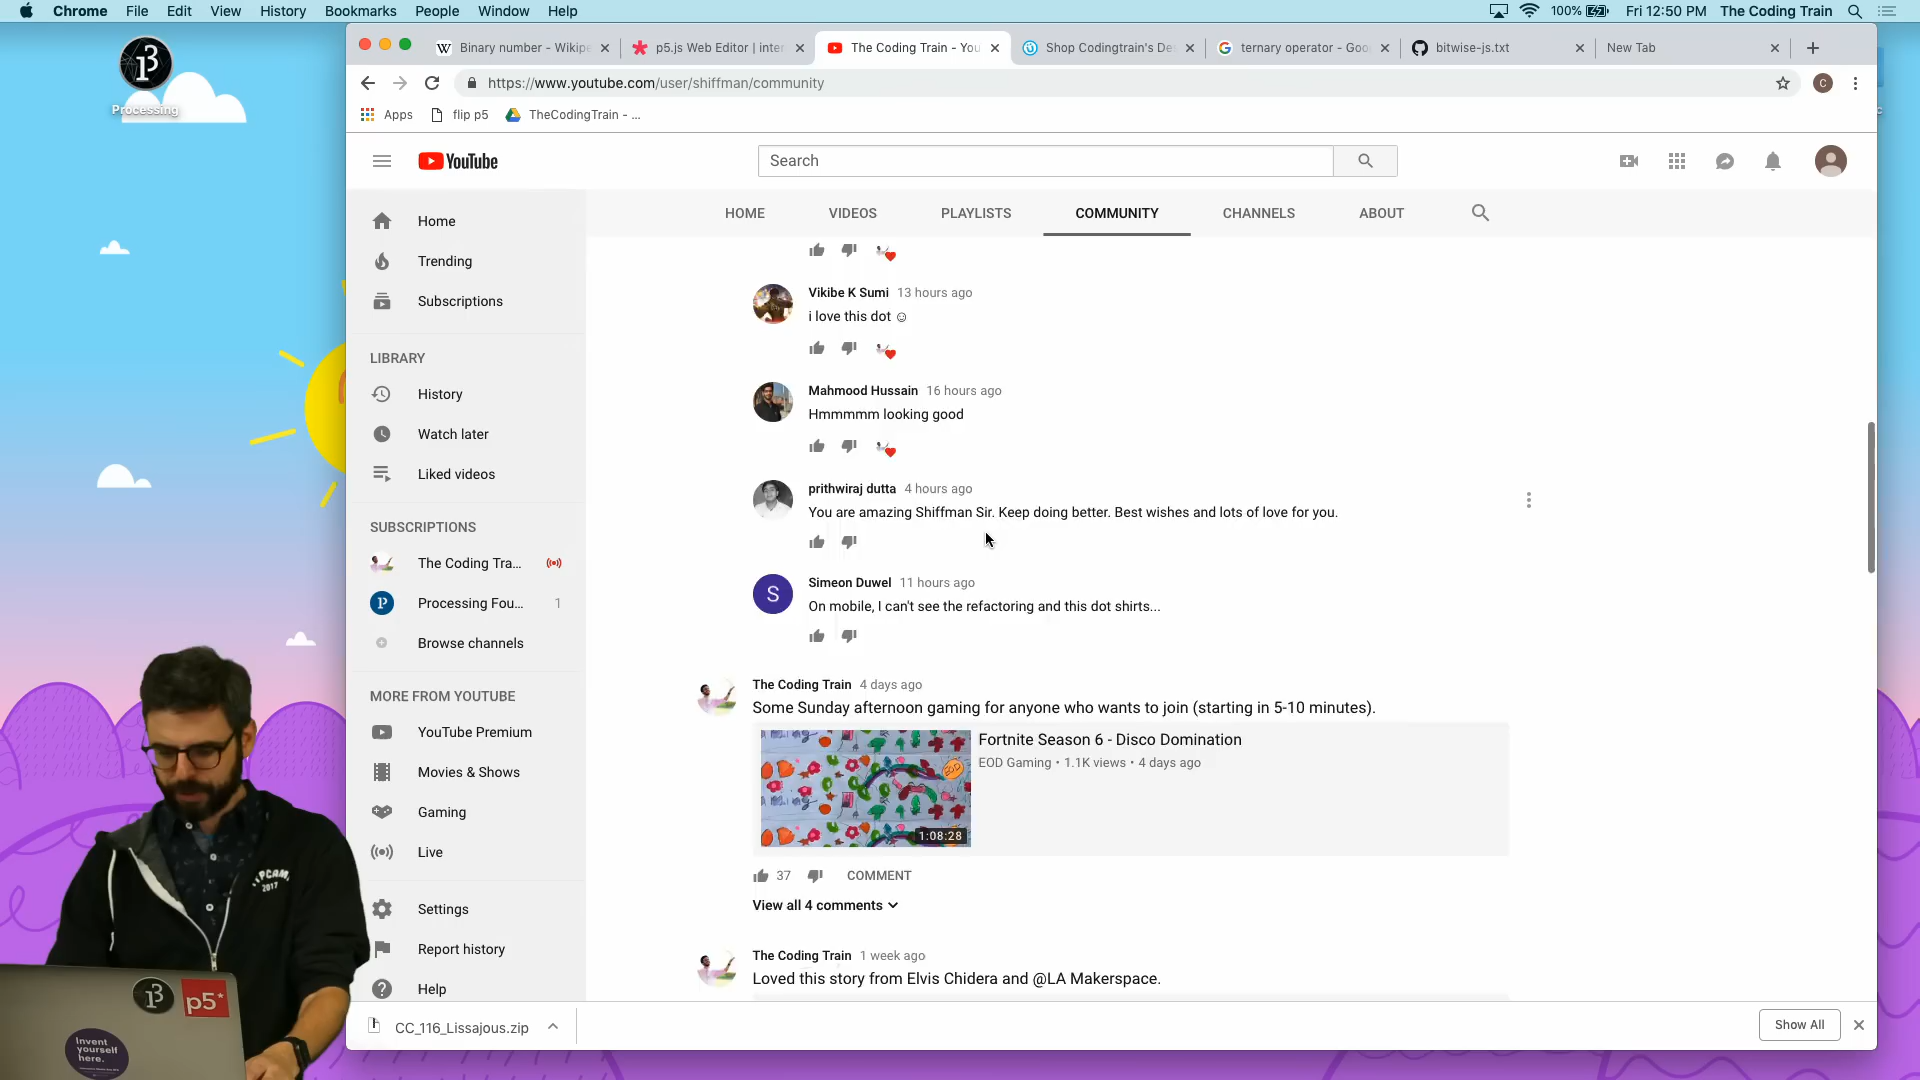 Chrome File Edit View History Bookmarks People Window Help
100% Fri 12:50 PM The Coding Train
Processing
Binary number - Wikipe
p5.js Web Editor | inter
The Coding Train - You
Shop Codingtrain's De
ternary operator - Goo
bitwise-js.txt
New Tab
https://www.youtube.com/user/shiffman/community
C
Apps
flip p5
TheCodingTrain - ...
YouTube
Search
HOME
VIDEOS
PLAYLISTS
COMMUNITY
CHANNELS
ABOUT
Home
Trending
Subscriptions
LIBRARY
History
Watch later
Liked videos
SUBSCRIPTIONS
The Coding Tra...
Processing Fou... 1
Browse channels
MORE FROM YOUTUBE
YouTube Premium
Movies & Shows
Gaming
Live
Settings
Report history
Help
Vikibe K Sumi 13 hours ago
i love this dot ☺
Mahmood Hussain 16 hours ago
Hmmmmm looking good
prithwiraj dutta 4 hours ago
You are amazing Shiffman Sir. Keep doing better. Best wishes and lots of love for you.
S
Simeon Duwel 11 hours ago
On mobile, I can't see the refactoring and this dot shirts...
The Coding Train 4 days ago
Some Sunday afternoon gaming for anyone who wants to join (starting in 5-10 minutes).
EOD
1:08:28
Fortnite Season 6 - Disco Domination
EOD Gaming • 1.1K views • 4 days ago
37 COMMENT
View all 4 comments
The Coding Train 1 week ago
Loved this story from Elvis Chidera and @LA Makerspace.
CC_116_Lissajous.zip
Show All
2017
p5*
Invent
yourself
here.